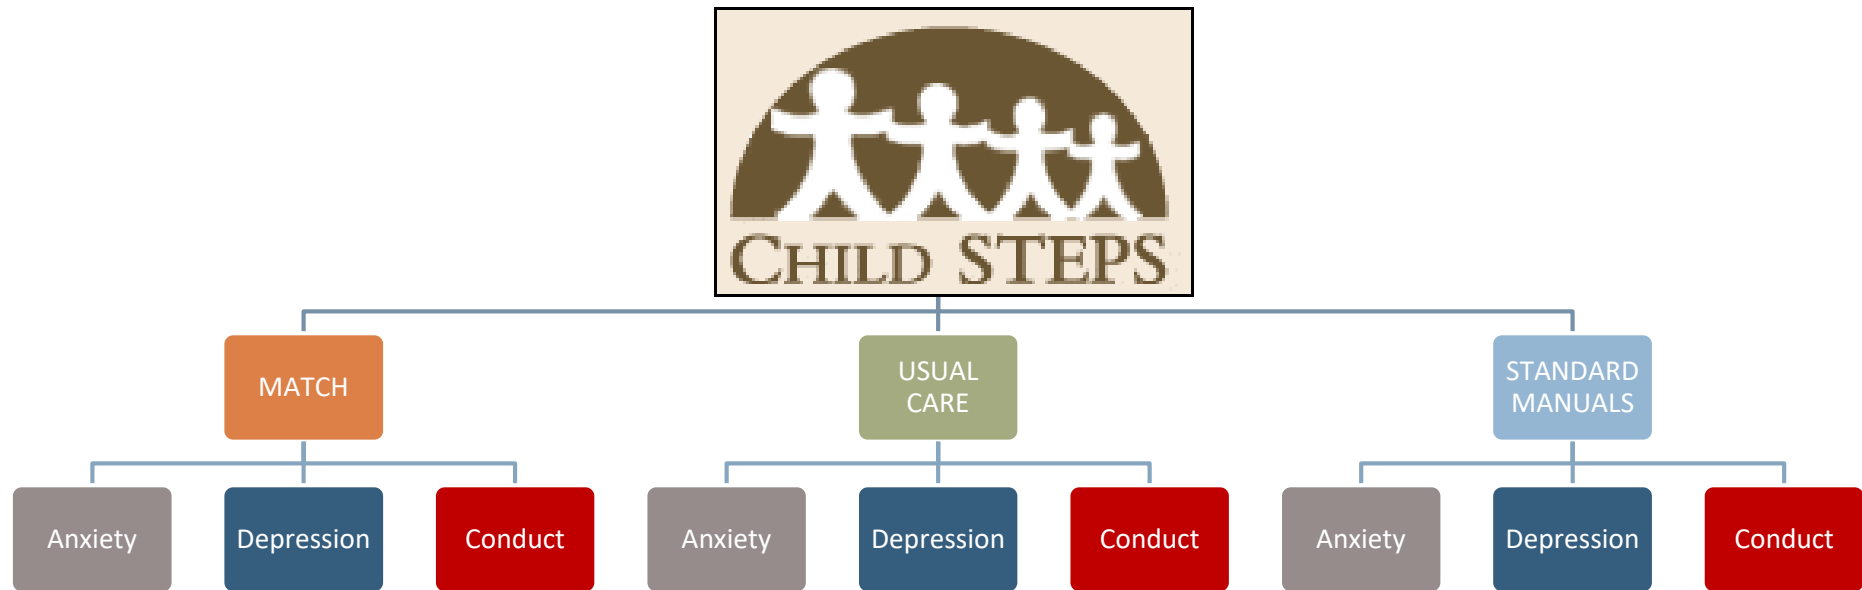 CHILD STEPS
MATCH
USUAL
CARE
STANDARD
MANUALS
Anxiety
Depression
Conduct
Anxiety
Depression
Conduct
Anxiety
Depression
Conduct